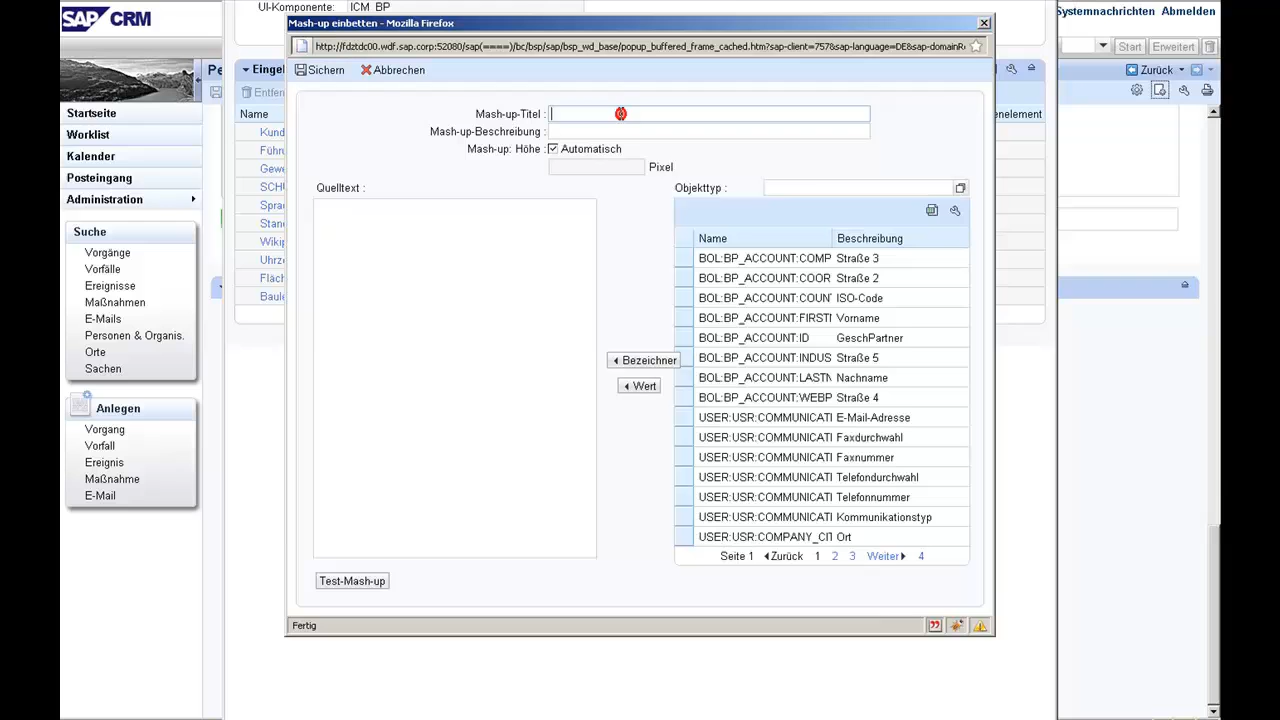 SAP CRM
UI-Komponente: ICM_BP
Systemnachrichten Abmelden
Mash-up einbetten - Mozilla Firefox
http://fdztdc00.wdf.sap.corp:52080/sap(====)/bc/bsp/sap/bsp_wd_base/popup_buffered_frame_cached.htm?sap-client=757&sap-language=DE&sap-domainRe
Start Erweitert
Sichern Abbrechen
Pe
Eingel
Zurück
Entfern
Startseite
Worklist
Kalender
Posteingang
Administration
Suche
Vorgänge
Vorfälle
Ereignisse
Maßnahmen
E-Mails
Personen & Organis.
Orte
Sachen
Anlegen
Vorgang
Vorfall
Ereignis
Maßnahme
E-Mail
Name
enelement
Kund
Führu
Gewe
SCHU
Spra
Stand
Wikip
Uhrze
Fläch
Baule
Mash-up-Titel :
Mash-up-Beschreibung :
Mash-up: Höhe : Automatisch
Pixel
Quelltext :
Objekttyp :
Bezeichner
Wert
Name Beschreibung
BOL:BP_ACCOUNT:COMP Straße 3
BOL:BP_ACCOUNT:COOR Straße 2
BOL:BP_ACCOUNT:COUN ISO-Code
BOL:BP_ACCOUNT:FIRSTN Vorname
BOL:BP_ACCOUNT:ID GeschPartner
BOL:BP_ACCOUNT:INDUS Straße 5
BOL:BP_ACCOUNT:LASTN Nachname
BOL:BP_ACCOUNT:WEBP Straße 4
USER:USR:COMMUNICATI E-Mail-Adresse
USER:USR:COMMUNICATI Faxdurchwahl
USER:USR:COMMUNICATI Faxnummer
USER:USR:COMMUNICATI Telefondurchwahl
USER:USR:COMMUNICATI Telefonnummer
USER:USR:COMMUNICATI Kommunikationstyp
USER:USR:COMPANY_CIT Ort
Seite 1 Zurück 1 2 3 Weiter 4
Test-Mash-up
Fertig